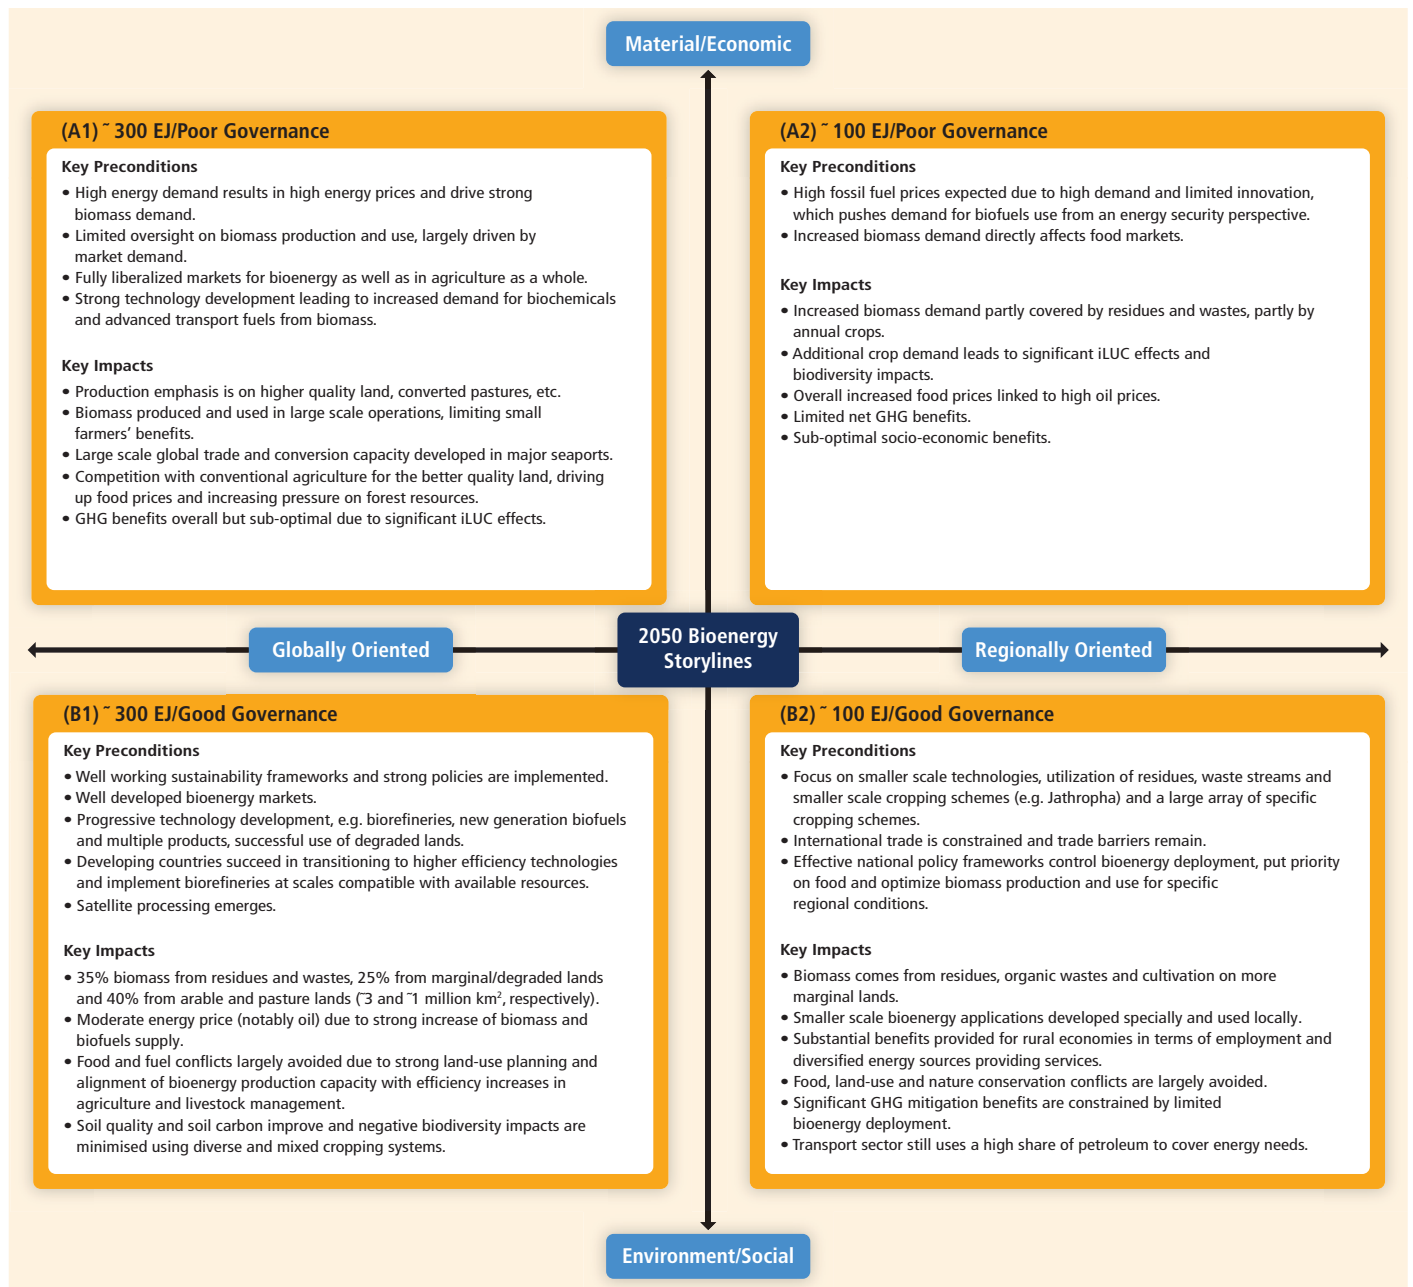 Material/Economic
(A1) ˜ 300 EJ/Poor Governance
Key Preconditions
• High energy demand results in high energy prices and drive strong
biomass demand.
• Limited oversight on biomass production and use, largely driven by
market demand.
• Fully liberalized markets for bioenergy as well as in agriculture as a whole.
• Strong technology development leading to increased demand for biochemicals
and advanced transport fuels from biomass.
Key Impacts
• Production emphasis is on higher quality land, converted pastures, etc.
• Biomass produced and used in large scale operations, limiting small
farmers’ benefits.
• Large scale global trade and conversion capacity developed in major seaports.
• Competition with conventional agriculture for the better quality land, driving
up food prices and increasing pressure on forest resources.
• GHG benefits overall but sub-optimal due to significant iLUC effects.
(A2) ˜ 100 EJ/Poor Governance
Key Preconditions
• High fossil fuel prices expected due to high demand and limited innovation,
which pushes demand for biofuels use from an energy security perspective.
• Increased biomass demand directly affects food markets.
Key Impacts
• Increased biomass demand partly covered by residues and wastes, partly by
annual crops.
• Additional crop demand leads to significant iLUC effects and
biodiversity impacts.
• Overall increased food prices linked to high oil prices.
• Limited net GHG benefits.
• Sub-optimal socio-economic benefits.
Globally Oriented
2050 Bioenergy
Storylines
Regionally Oriented
(B1) ˜ 300 EJ/Good Governance
Key Preconditions
• Well working sustainability frameworks and strong policies are implemented.
• Well developed bioenergy markets.
• Progressive technology development, e.g. biorefineries, new generation biofuels
and multiple products, successful use of degraded lands.
• Developing countries succeed in transitioning to higher efficiency technologies
and implement biorefineries at scales compatible with available resources.
• Satellite processing emerges.
Key Impacts
• 35% biomass from residues and wastes, 25% from marginal/degraded lands
and 40% from arable and pasture lands (˜3 and ˜1 million km², respectively).
• Moderate energy price (notably oil) due to strong increase of biomass and
biofuels supply.
• Food and fuel conflicts largely avoided due to strong land-use planning and
alignment of bioenergy production capacity with efficiency increases in
agriculture and livestock management.
• Soil quality and soil carbon improve and negative biodiversity impacts are
minimised using diverse and mixed cropping systems.
(B2) ˜ 100 EJ/Good Governance
Key Preconditions
• Focus on smaller scale technologies, utilization of residues, waste streams and
smaller scale cropping schemes (e.g. Jathropha) and a large array of specific
cropping schemes.
• International trade is constrained and trade barriers remain.
• Effective national policy frameworks control bioenergy deployment, put priority
on food and optimize biomass production and use for specific
regional conditions.
Key Impacts
• Biomass comes from residues, organic wastes and cultivation on more
marginal lands.
• Smaller scale bioenergy applications developed specially and used locally.
• Substantial benefits provided for rural economies in terms of employment and
diversified energy sources providing services.
• Food, land-use and nature conservation conflicts are largely avoided.
• Significant GHG mitigation benefits are constrained by limited
bioenergy deployment.
• Transport sector still uses a high share of petroleum to cover energy needs.
Environment/Social